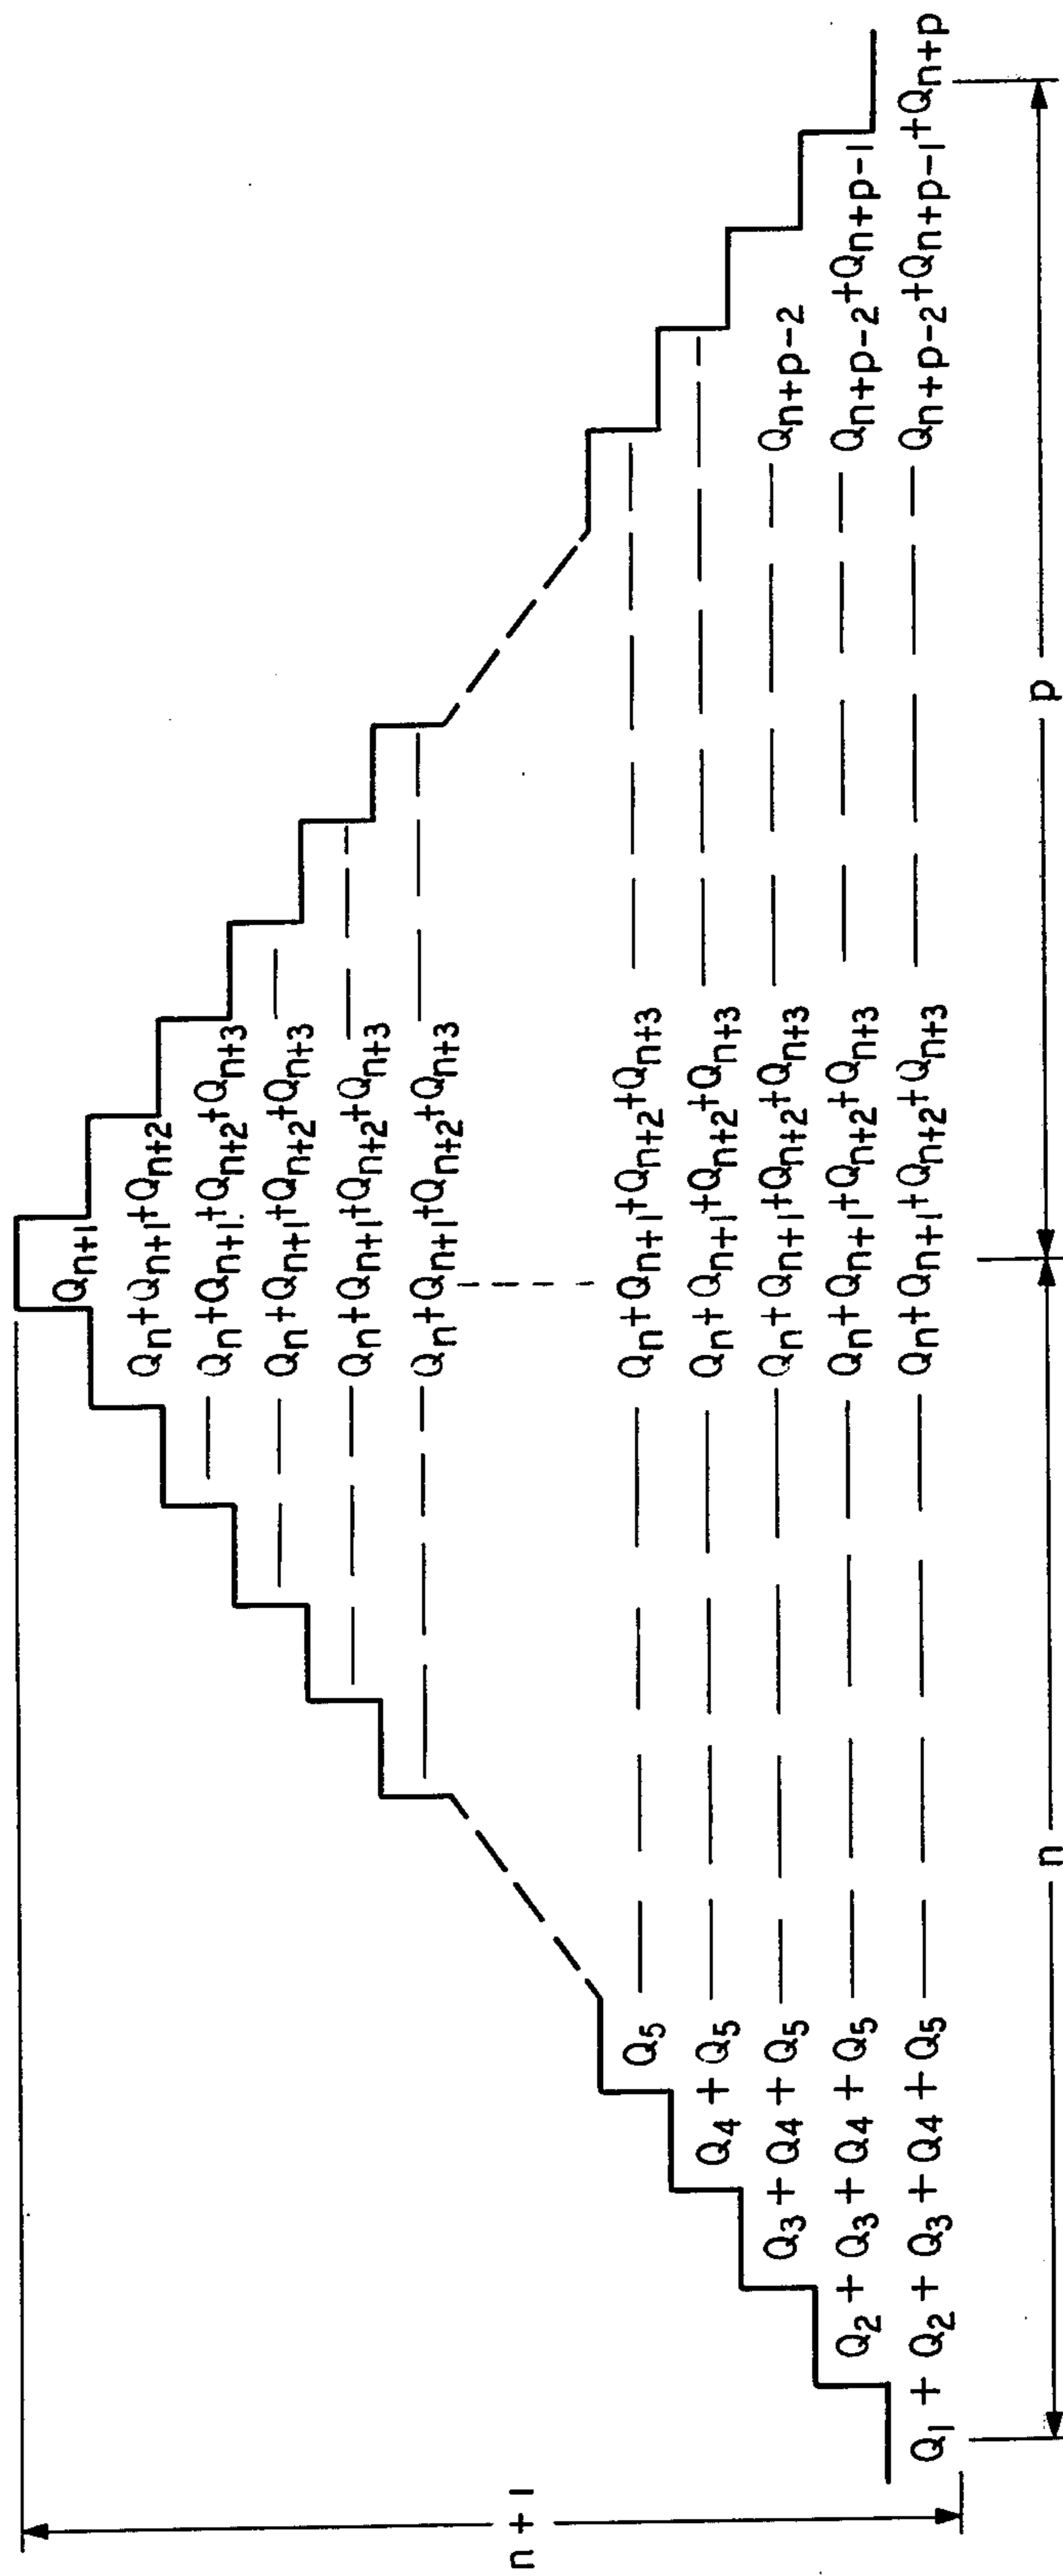 n + 1
Qn+1
Qn+Qn+1+Qn+2
— Qn+Qn+1+Qn+2+Qn+3
— — Qn+Qn+1+Qn+2+Qn+3 —
— — Qn+Qn+1+Qn+2+Qn+3 — —
— — — Qn+Qn+1+Qn+2+Qn+3 — —
Q5 — — — — Qn+Qn+1+Qn+2+Qn+3 — — — —
Q4 + Q5 — — — — Qn+Qn+1+Qn+2+Qn+3 — — — — —
Q3 + Q4 + Q5 — — — — Qn+Qn+1+Qn+2+Qn+3 — — — Qn+p-2
Q2 + Q3 + Q4 + Q5 — — — — Qn+Qn+1+Qn+2+Qn+3 — — — Qn+p-2+Qn+p-1
Q1 + Q2 + Q3 + Q4 + Q5 — — — — Qn+Qn+1+Qn+2+Qn+3 — — — Qn+p-2+Qn+p-1+Qn+p
n p